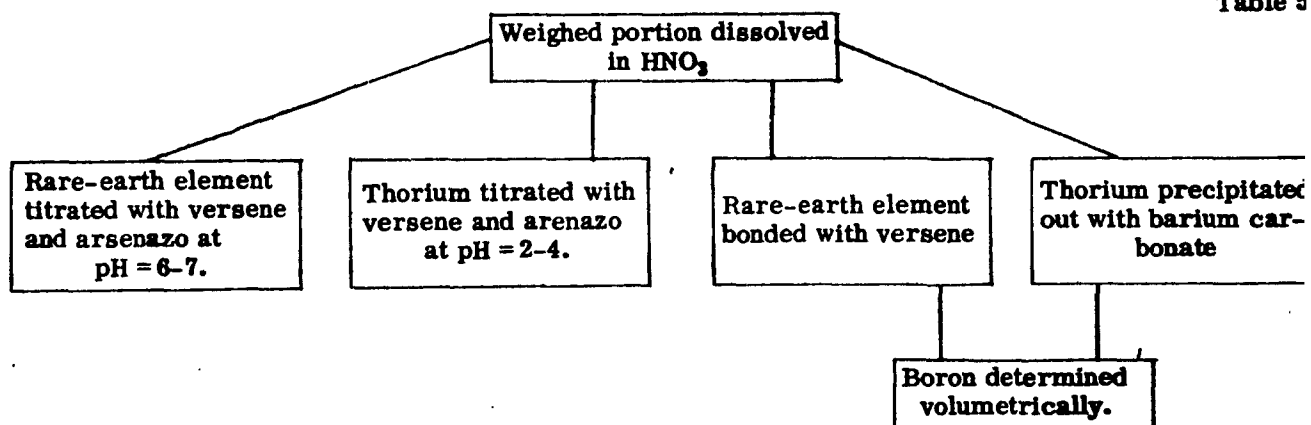 Table 5
Weighed portion dissolved
in HNO₃
Rare-earth element
titrated with versene
and arsenazo at
pH = 6-7.
Thorium titrated with
versene and arenazo
at pH = 2-4.
Rare-earth element
bonded with versene
Thorium precipitated
out with barium car-
bonate
Boron determined
volumetrically.